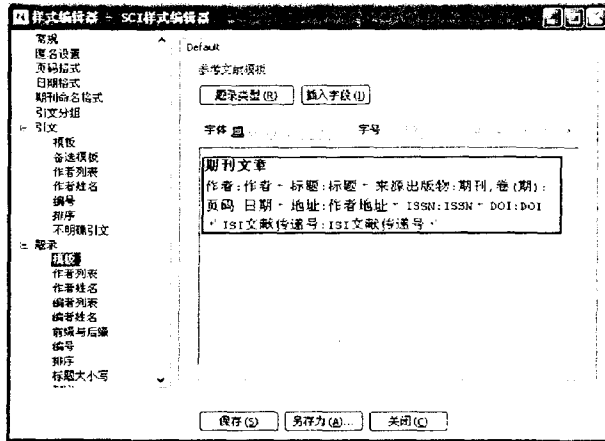 样式编辑器 - SCI样式编辑器
常规
匿名设置
页码格式
日期格式
期刊命名格式
引文分组
引文
模板
备选模板
作者列表
作者姓名
编号
排序
不明确引文
题录
模板
作者列表
作者姓名
编者列表
编者姓名
前缀与后缀
编号
排序
标题大小写
Default
参考文献模板
题录类型(R)
插入字段(I)
字体
字号
期刊文章
作者:作者 标题:标题 来源出版物:期刊,卷(期):
页码 日期 地址:作者地址 ISSN:ISSN DOI:DOI
ISI文献传递号:ISI文献传递号
保存(S)
另存为(A)...
关闭(C)